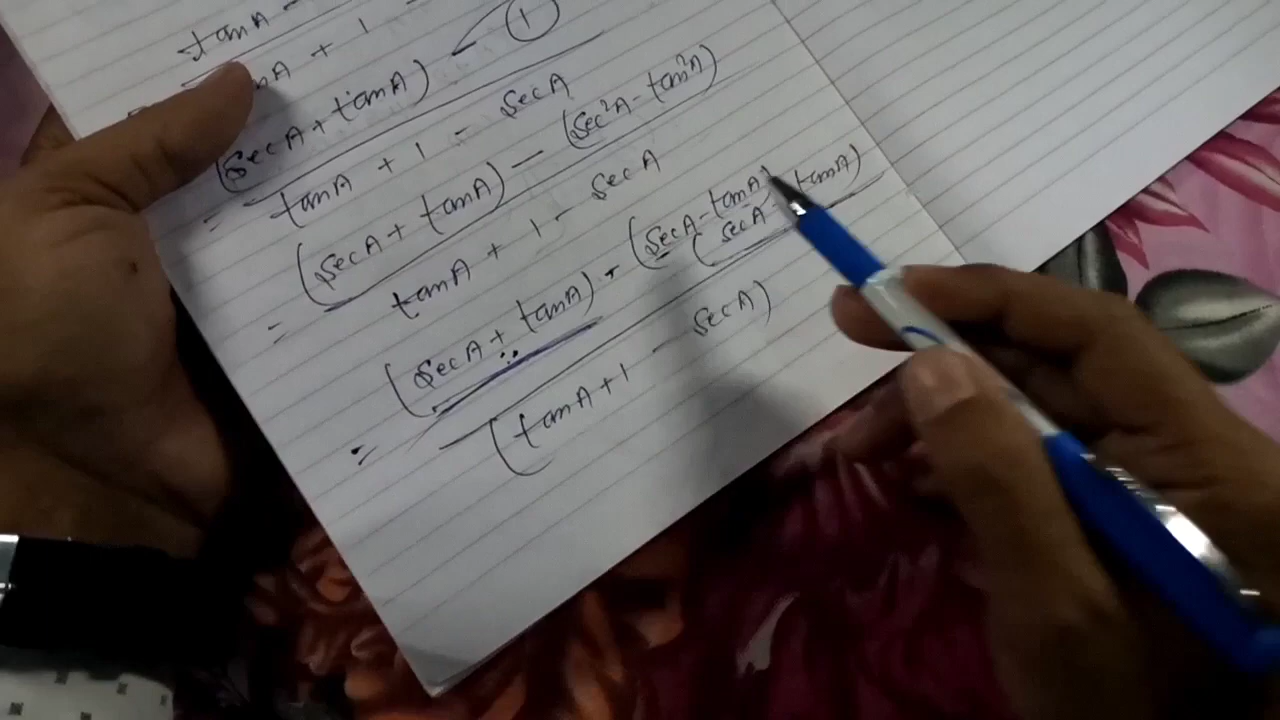 tanA -
+ 1 -
(secA + tanA) - 1
= tanA + 1 - secA
(secA + tanA) - (sec²A - tan²A)
= tanA + 1 - secA
(secA + tanA) - (secA - tanA)
(secA tanA)
= (tanA + 1 - secA)